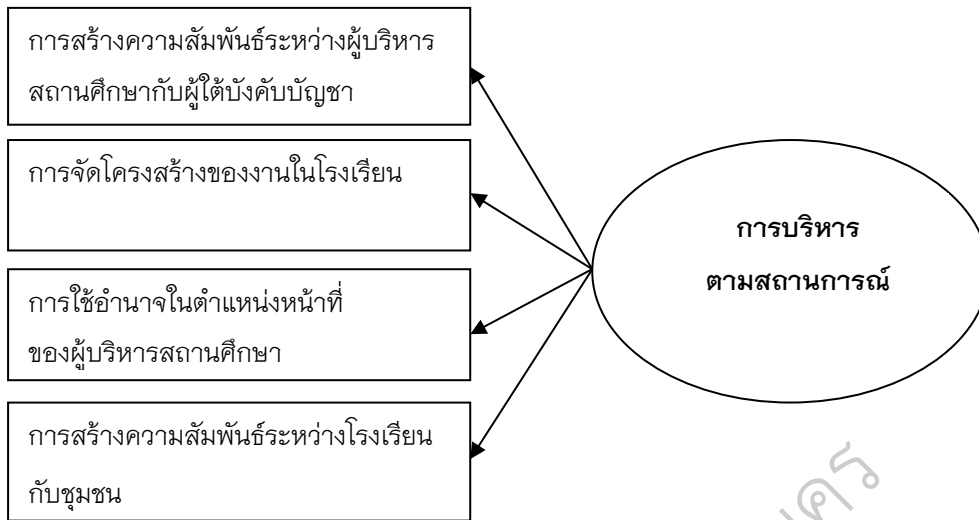 การสร้างความสัมพันธ์ระหว่างผู้บริหาร
สถานศึกษากับผู้ใต้บังคับบัญชา
การจัดโครงสร้างของงานในโรงเรียน
การใช้อำนาจในตำแหน่งหน้าที่
ของผู้บริหารสถานศึกษา
การสร้างความสัมพันธ์ระหว่างโรงเรียน
กับชุมชน
การบริหาร
ตามสถานการณ์